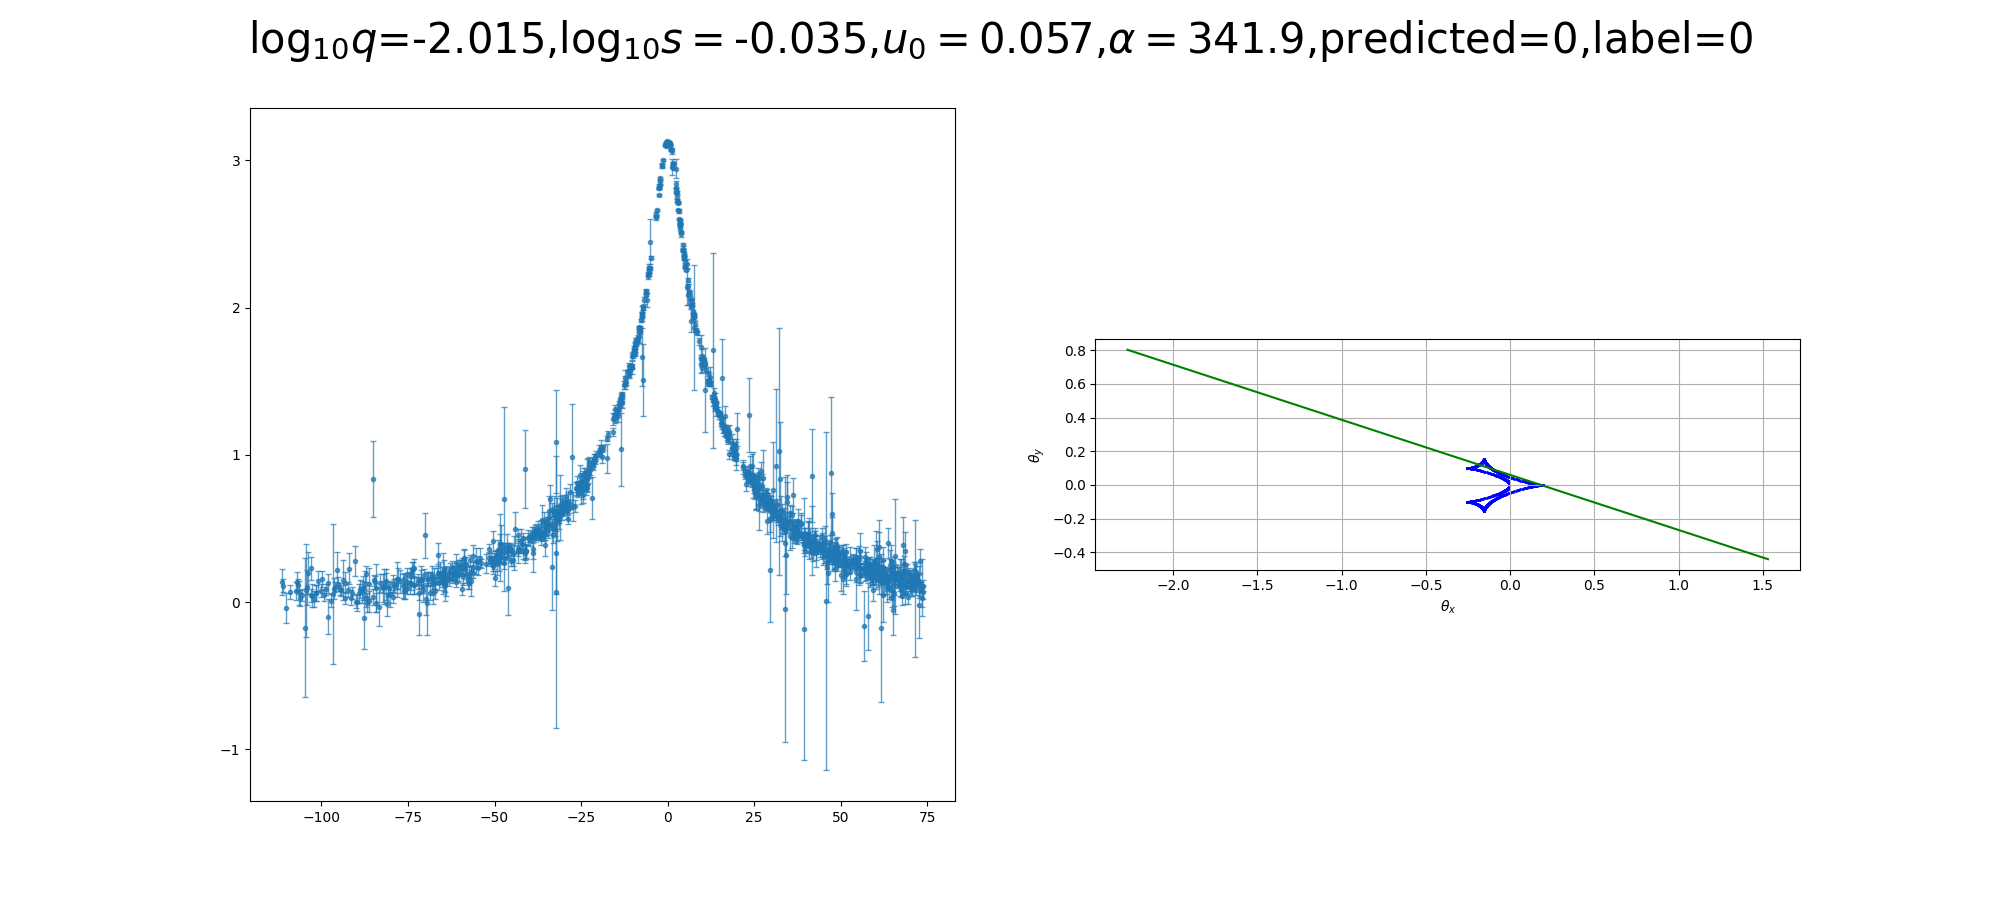 log₁₀q=-2.015,log₁₀s = -0.035,u₀ = 0.057,α = 341.9,predicted=0,label=0
3
2
1
0
−1
−100 −75 −50 −25 0 25 50 75
0.8
0.6
0.4
0.2
0.0
−0.2
−0.4
θy
−2.0 −1.5 −1.0 −0.5 0.0 0.5 1.0 1.5
θx